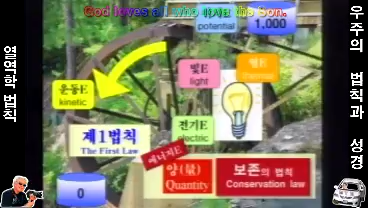 God loves all who the Son.
potential
1,000
열역학 법칙
우주의 법칙과 성경
빛E
light
열E
thermal
운동E
kinetic
전기E
electric
제1법칙
The First Law
에너지E
양(量)
Quantity
보존의 법칙
Conservation law
0